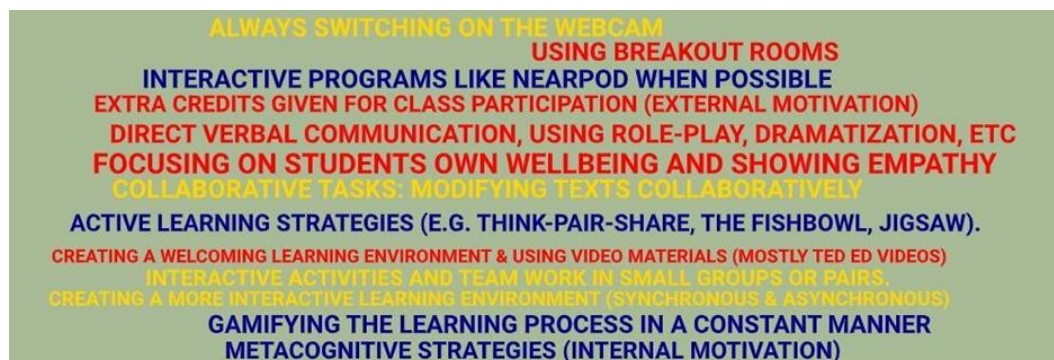 ALWAYS SWITCHING ON THE WEBCAM
USING BREAKOUT ROOMS
INTERACTIVE PROGRAMS LIKE NEARPOD WHEN POSSIBLE
EXTRA CREDITS GIVEN FOR CLASS PARTICIPATION (EXTERNAL MOTIVATION)
DIRECT VERBAL COMMUNICATION, USING ROLE-PLAY, DRAMATIZATION, ETC
FOCUSING ON STUDENTS OWN WELLBEING AND SHOWING EMPATHY
COLLABORATIVE TASKS: MODIFYING TEXTS COLLABORATIVELY
ACTIVE LEARNING STRATEGIES (E.G. THINK-PAIR-SHARE, THE FISHBOWL, JIGSAW).
CREATING A WELCOMING LEARNING ENVIRONMENT & USING VIDEO MATERIALS (MOSTLY TED ED VIDEOS)
INTERACTIVE ACTIVITIES AND TEAM WORK IN SMALL GROUPS OR PAIRS.
CREATING A MORE INTERACTIVE LEARNING ENVIRONMENT (SYNCHRONOUS & ASYNCHRONOUS)
GAMIFYING THE LEARNING PROCESS IN A CONSTANT MANNER
METACOGNITIVE STRATEGIES (INTERNAL MOTIVATION)